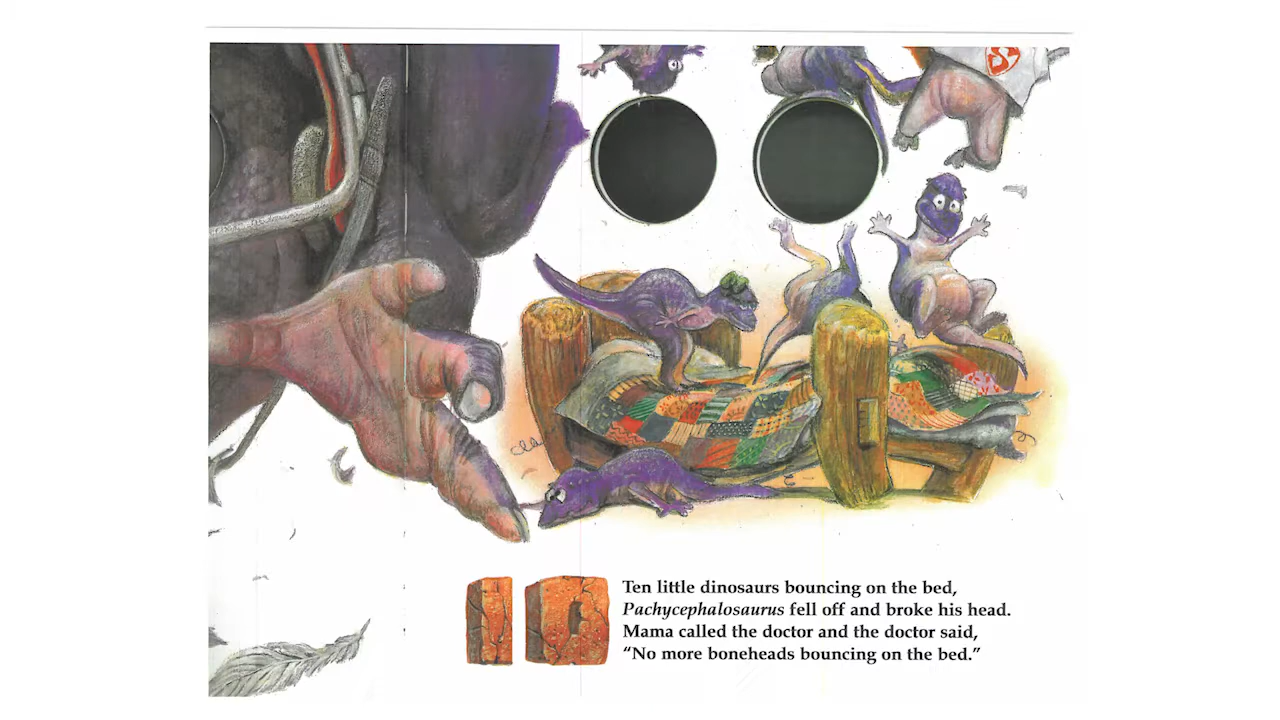 10
Ten little dinosaurs bouncing on the bed,
Pachycephalosaurus fell off and broke his head.
Mama called the doctor and the doctor said,
“No more boneheads bouncing on the bed.”